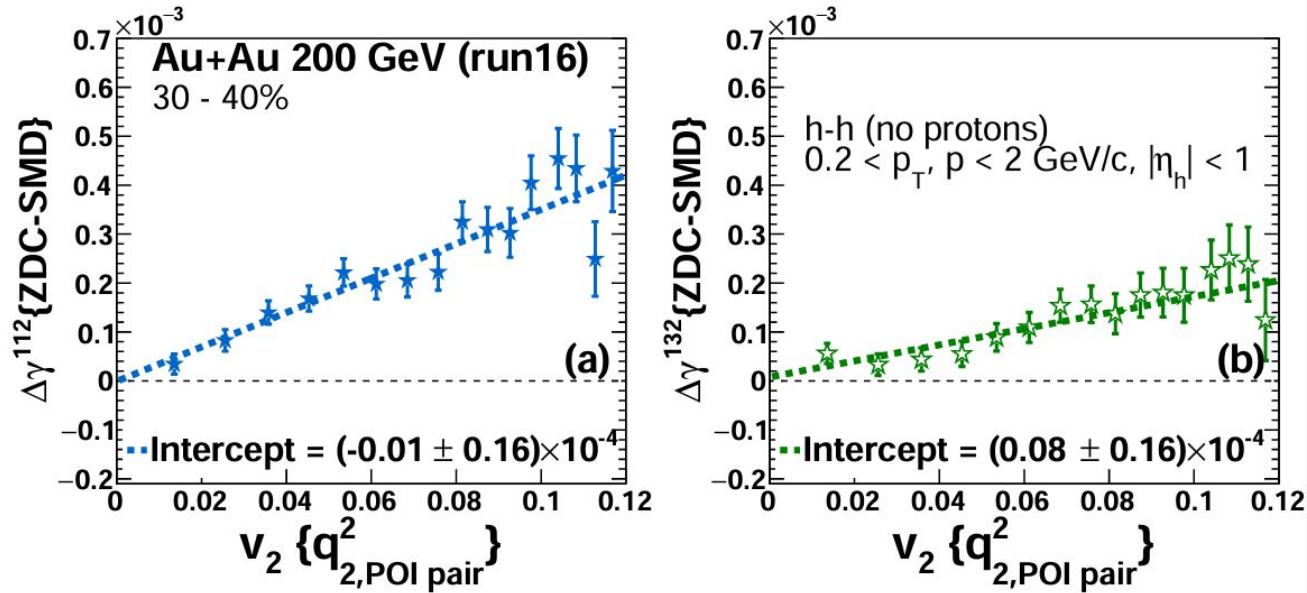 ×10⁻³
0.7
0.6
0.5
0.4
0.3
0.2
0.1
0
−0.1
−0.2
Δγ¹¹²{ZDC-SMD}
Au+Au 200 GeV (run16)
30 - 40%
(a)
Intercept = (-0.01 ± 0.16)×10⁻⁴
0 0.02 0.04 0.06 0.08 0.1 0.12
v₂ {q²₂,POI pair}
×10⁻³
0.7
0.6
0.5
0.4
0.3
0.2
0.1
0
−0.1
−0.2
Δγ¹³²{ZDC-SMD}
h-h (no protons)
0.2 < p_T, p < 2 GeV/c, |η_h| < 1
(b)
Intercept = (0.08 ± 0.16)×10⁻⁴
0 0.02 0.04 0.06 0.08 0.1 0.12
v₂ {q²₂,POI pair}